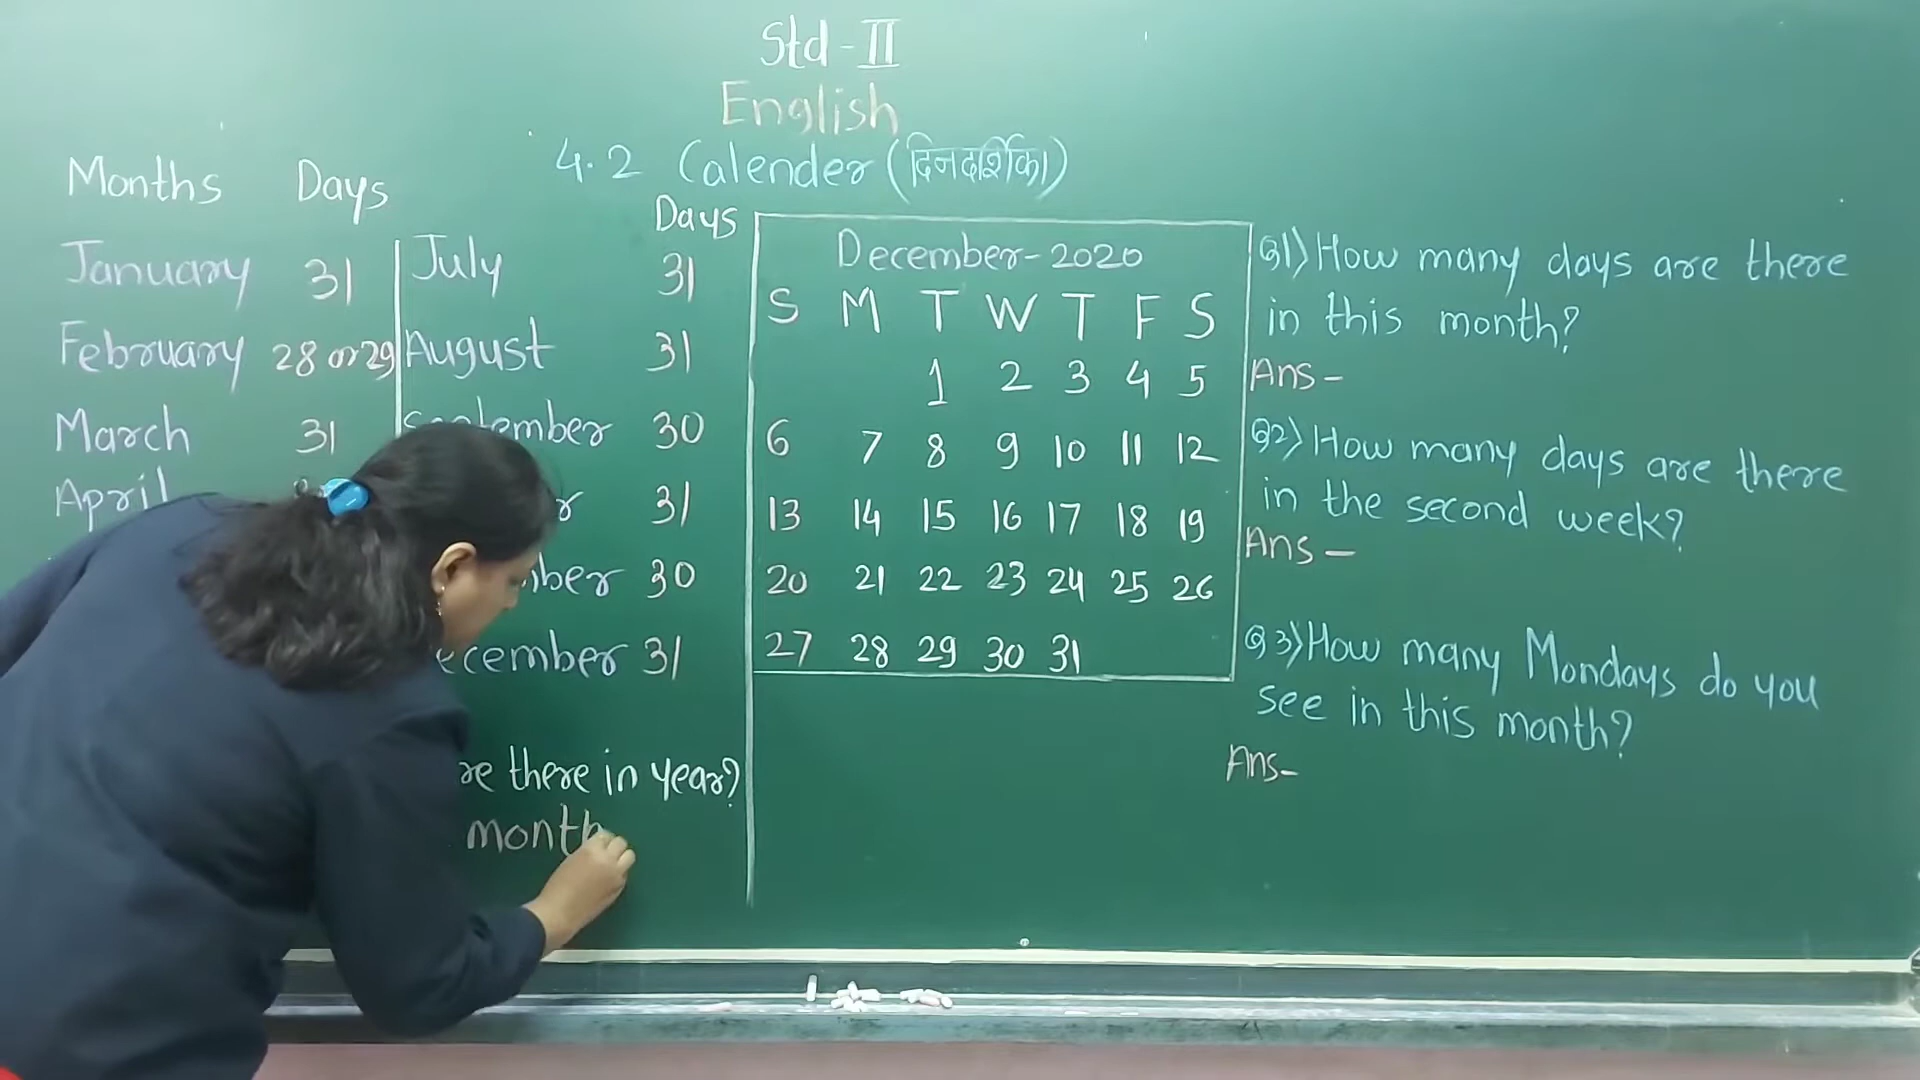 Std-II
English
4.2 Calender (दिनदर्शिका)
Months Days
January 31
February 28 or 29
March 31
April
Days
July 31
August 31
September 30
31
30
31
there in year?
month
December-2020
S M T W T F S
1 2 3 4 5
6 7 8 9 10 11 12
13 14 15 16 17 18 19
20 21 22 23 24 25 26
27 28 29 30 31
Q1) How many days are there
in this month?
Ans -
Q2) How many days are there
in the second week?
Ans -
Q3) How many Mondays do you
see in this month?
Ans-